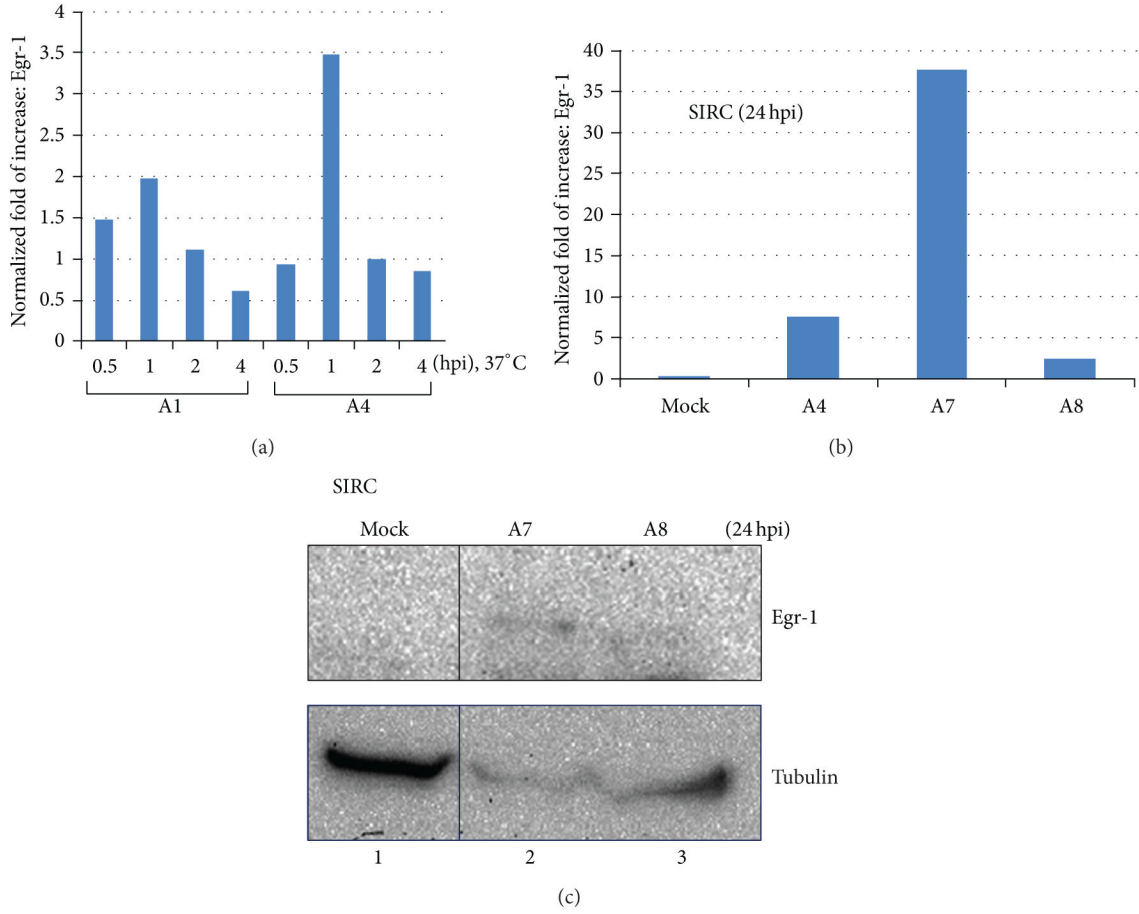 Normalized fold of increase: Egr-1
4
3.5
3
2.5
2
1.5
1
0.5
0
0.5 1 2 4 0.5 1 2 4 (hpi), 37°C
A1 A4
(a)
Normalized fold of increase: Egr-1
40
35
30
25
20
15
10
5
0
SIRC (24 hpi)
Mock A4 A7 A8
(b)
SIRC
Mock A7 A8 (24 hpi)
Egr-1
Tubulin
1 2 3
(c)